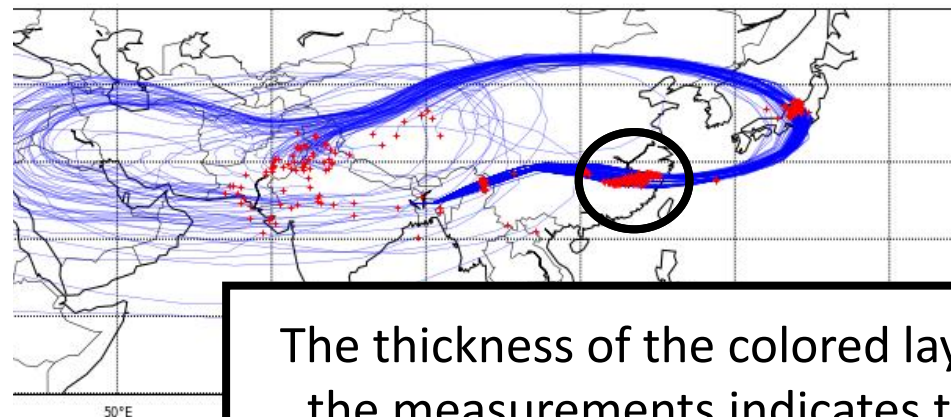 50°E
The thickness of the colored lay
the measurements indicates t